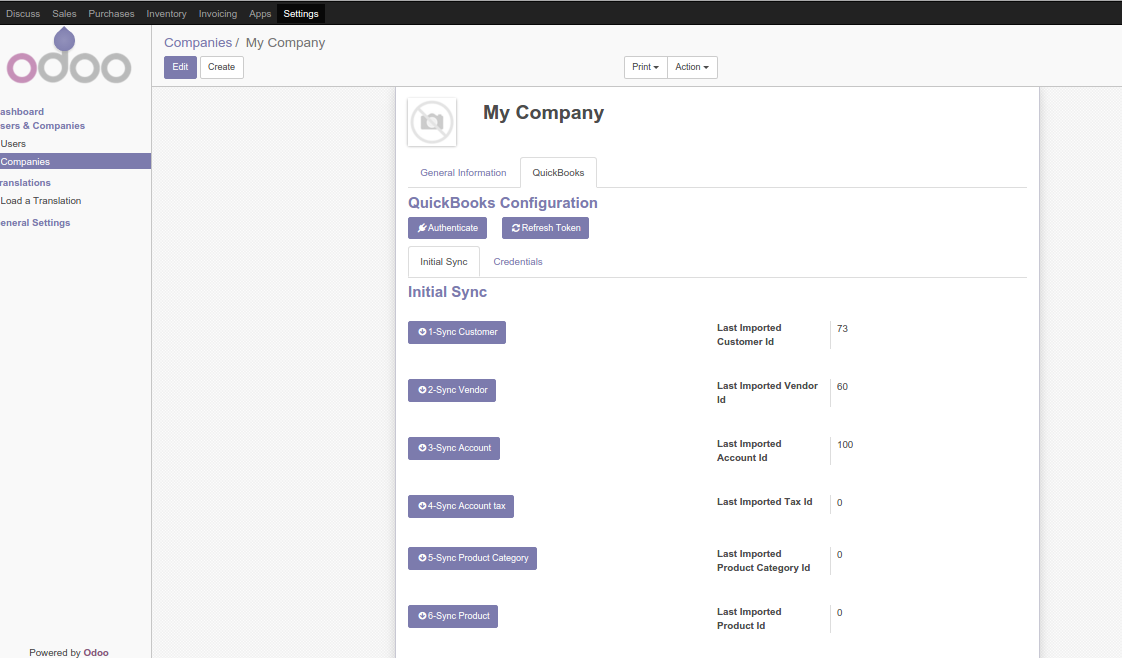 Discuss Sales Purchases Inventory Invoicing Apps Settings
odoo
Companies / My Company
Edit Create
Print Action
ashboard
sers & Companies
Users
Companies
ranslations
Load a Translation
eneral Settings
Powered by Odoo
My Company
General Information QuickBooks
QuickBooks Configuration
Authenticate Refresh Token
Initial Sync Credentials
Initial Sync
1-Sync Customer
Last Imported
Customer Id
73
2-Sync Vendor
Last Imported Vendor
Id
60
3-Sync Account
Last Imported
Account Id
100
4-Sync Account tax
Last Imported Tax Id
0
5-Sync Product Category
Last Imported
Product Category Id
0
6-Sync Product
Last Imported
Product Id
0